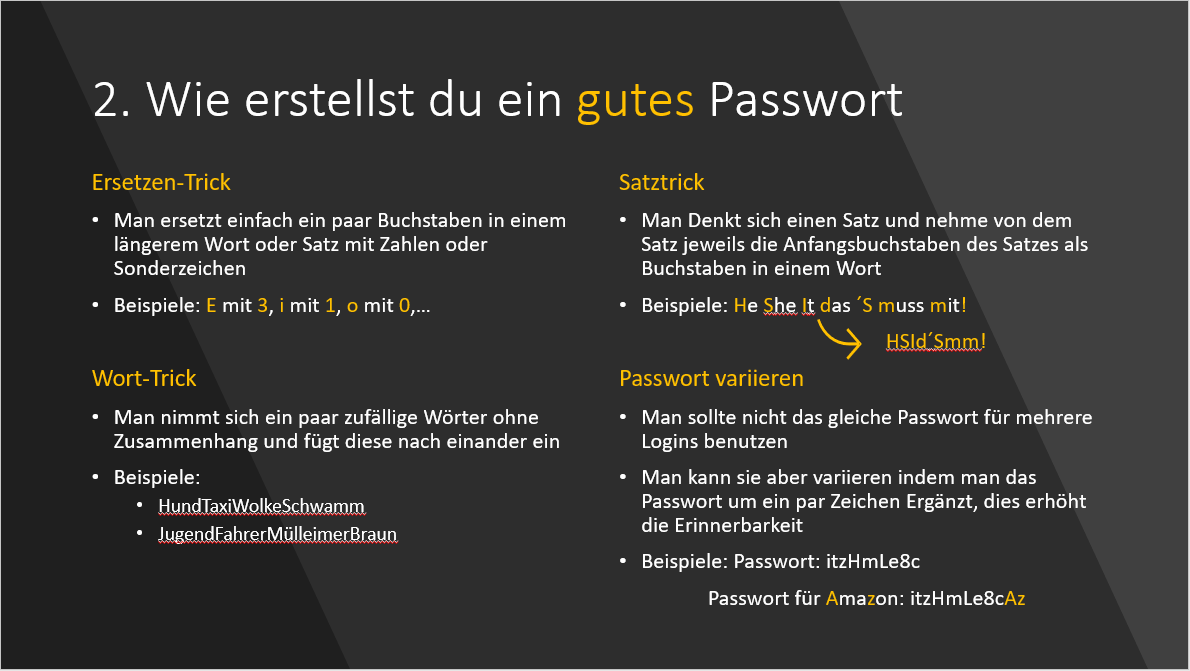 2. Wie erstellst du ein gutes Passwort
Ersetzen-Trick
• Man ersetzt einfach ein paar Buchstaben in einem
längerem Wort oder Satz mit Zahlen oder
Sonderzeichen
• Beispiele: E mit 3, i mit 1, o mit 0,...
Wort-Trick
• Man nimmt sich ein paar zufällige Wörter ohne
Zusammenhang und fügt diese nach einander ein
• Beispiele:
• HundTaxiWolkeSchwamm
• JugendFahrerMülleimerBraun
Satztrick
• Man Denkt sich einen Satz und nehme von dem
Satz jeweils die Anfangsbuchstaben des Satzes als
Buchstaben in einem Wort
• Beispiele: He She It das ´S muss mit!
HSId´Smm!
Passwort variieren
• Man sollte nicht das gleiche Passwort für mehrere
Logins benutzen
• Man kann sie aber variieren indem man das
Passwort um ein par Zeichen Ergänzt, dies erhöht
die Erinnerbarkeit
• Beispiele: Passwort: itzHmLe8c
Passwort für Amazon: itzHmLe8cAz